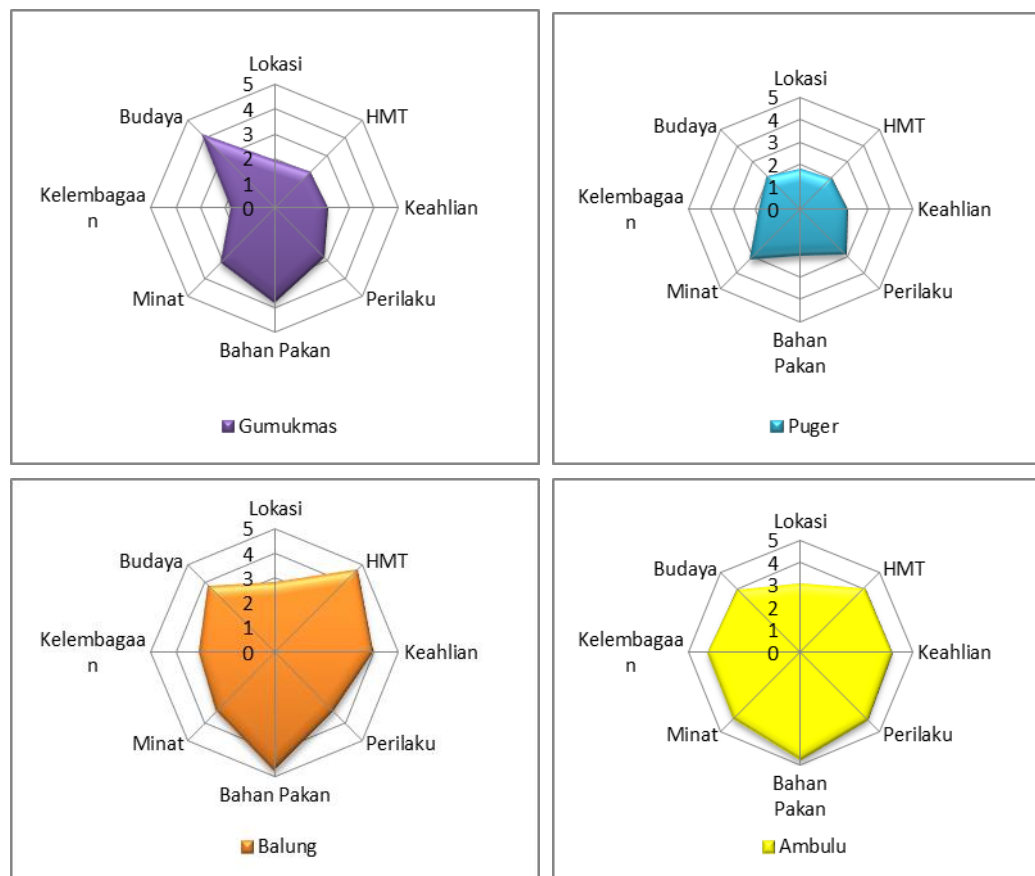 Lokasi
5
4
3
2
1
0
HMT
Keahlian
Perilaku
Bahan Pakan
Minat
Kelembagaa
n
Budaya
Gumukmas
Lokasi
5
4
3
2
1
0
HMT
Keahlian
Perilaku
Bahan
Pakan
Minat
Kelembagaa
n
Budaya
Puger
Lokasi
5
4
3
2
1
0
HMT
Keahlian
Perilaku
Bahan Pakan
Minat
Kelembagaa
n
Budaya
Balung
Lokasi
5
4
3
2
1
0
HMT
Keahlian
Perilaku
Bahan
Pakan
Minat
Kelembagaa
n
Budaya
Ambulu